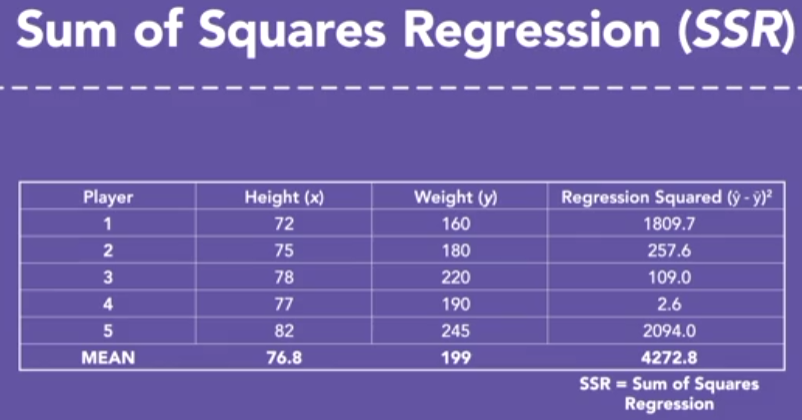 Sum of Squares Regression (SSR)
Player Height (x) Weight (y) Regression Squared (ŷ - ȳ)²
1 72 160 1809.7
2 75 180 257.6
3 78 220 109.0
4 77 190 2.6
5 82 245 2094.0
MEAN 76.8 199 4272.8
SSR = Sum of Squares
Regression